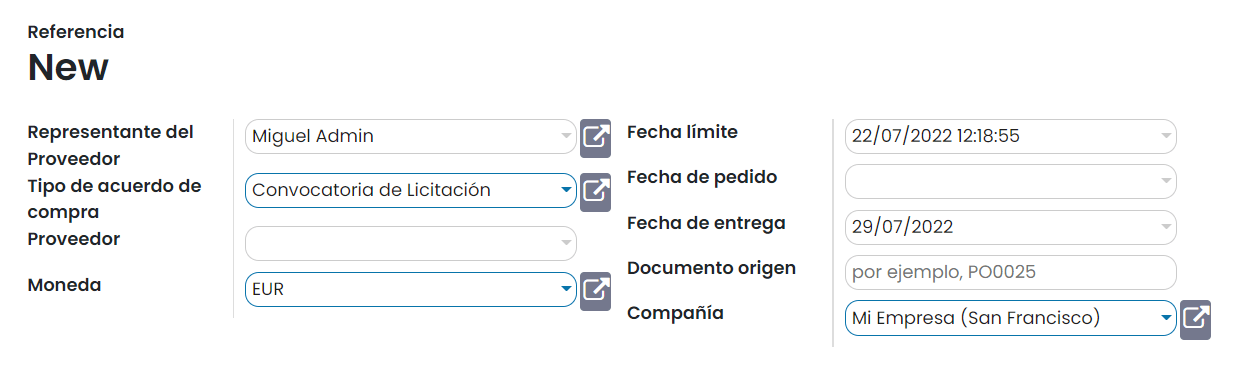 Referencia
New
Representante del
Proveedor
Miguel Admin
Tipo de acuerdo de
compra
Convocatoria de Licitación
Proveedor
Moneda
EUR
Fecha límite
22/07/2022 12:18:55
Fecha de pedido
Fecha de entrega
29/07/2022
Documento origen
por ejemplo, PO0025
Compañía
Mi Empresa (San Francisco)